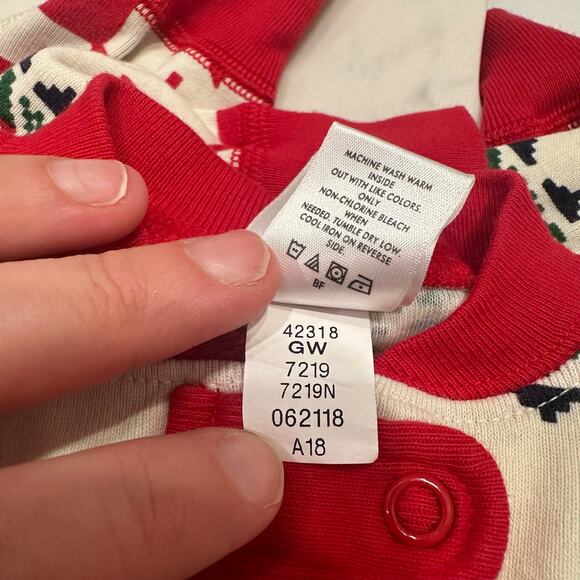 MACHINE WASH WARM
INSIDE
OUT WITH LIKE COLORS.
ONLY
NON-CHLORINE BLEACH
WHEN
NEEDED. TUMBLE DRY LOW.
COOL IRON ON REVERSE
SIDE.
BF
42318
GW
7219
7219N
062118
A18